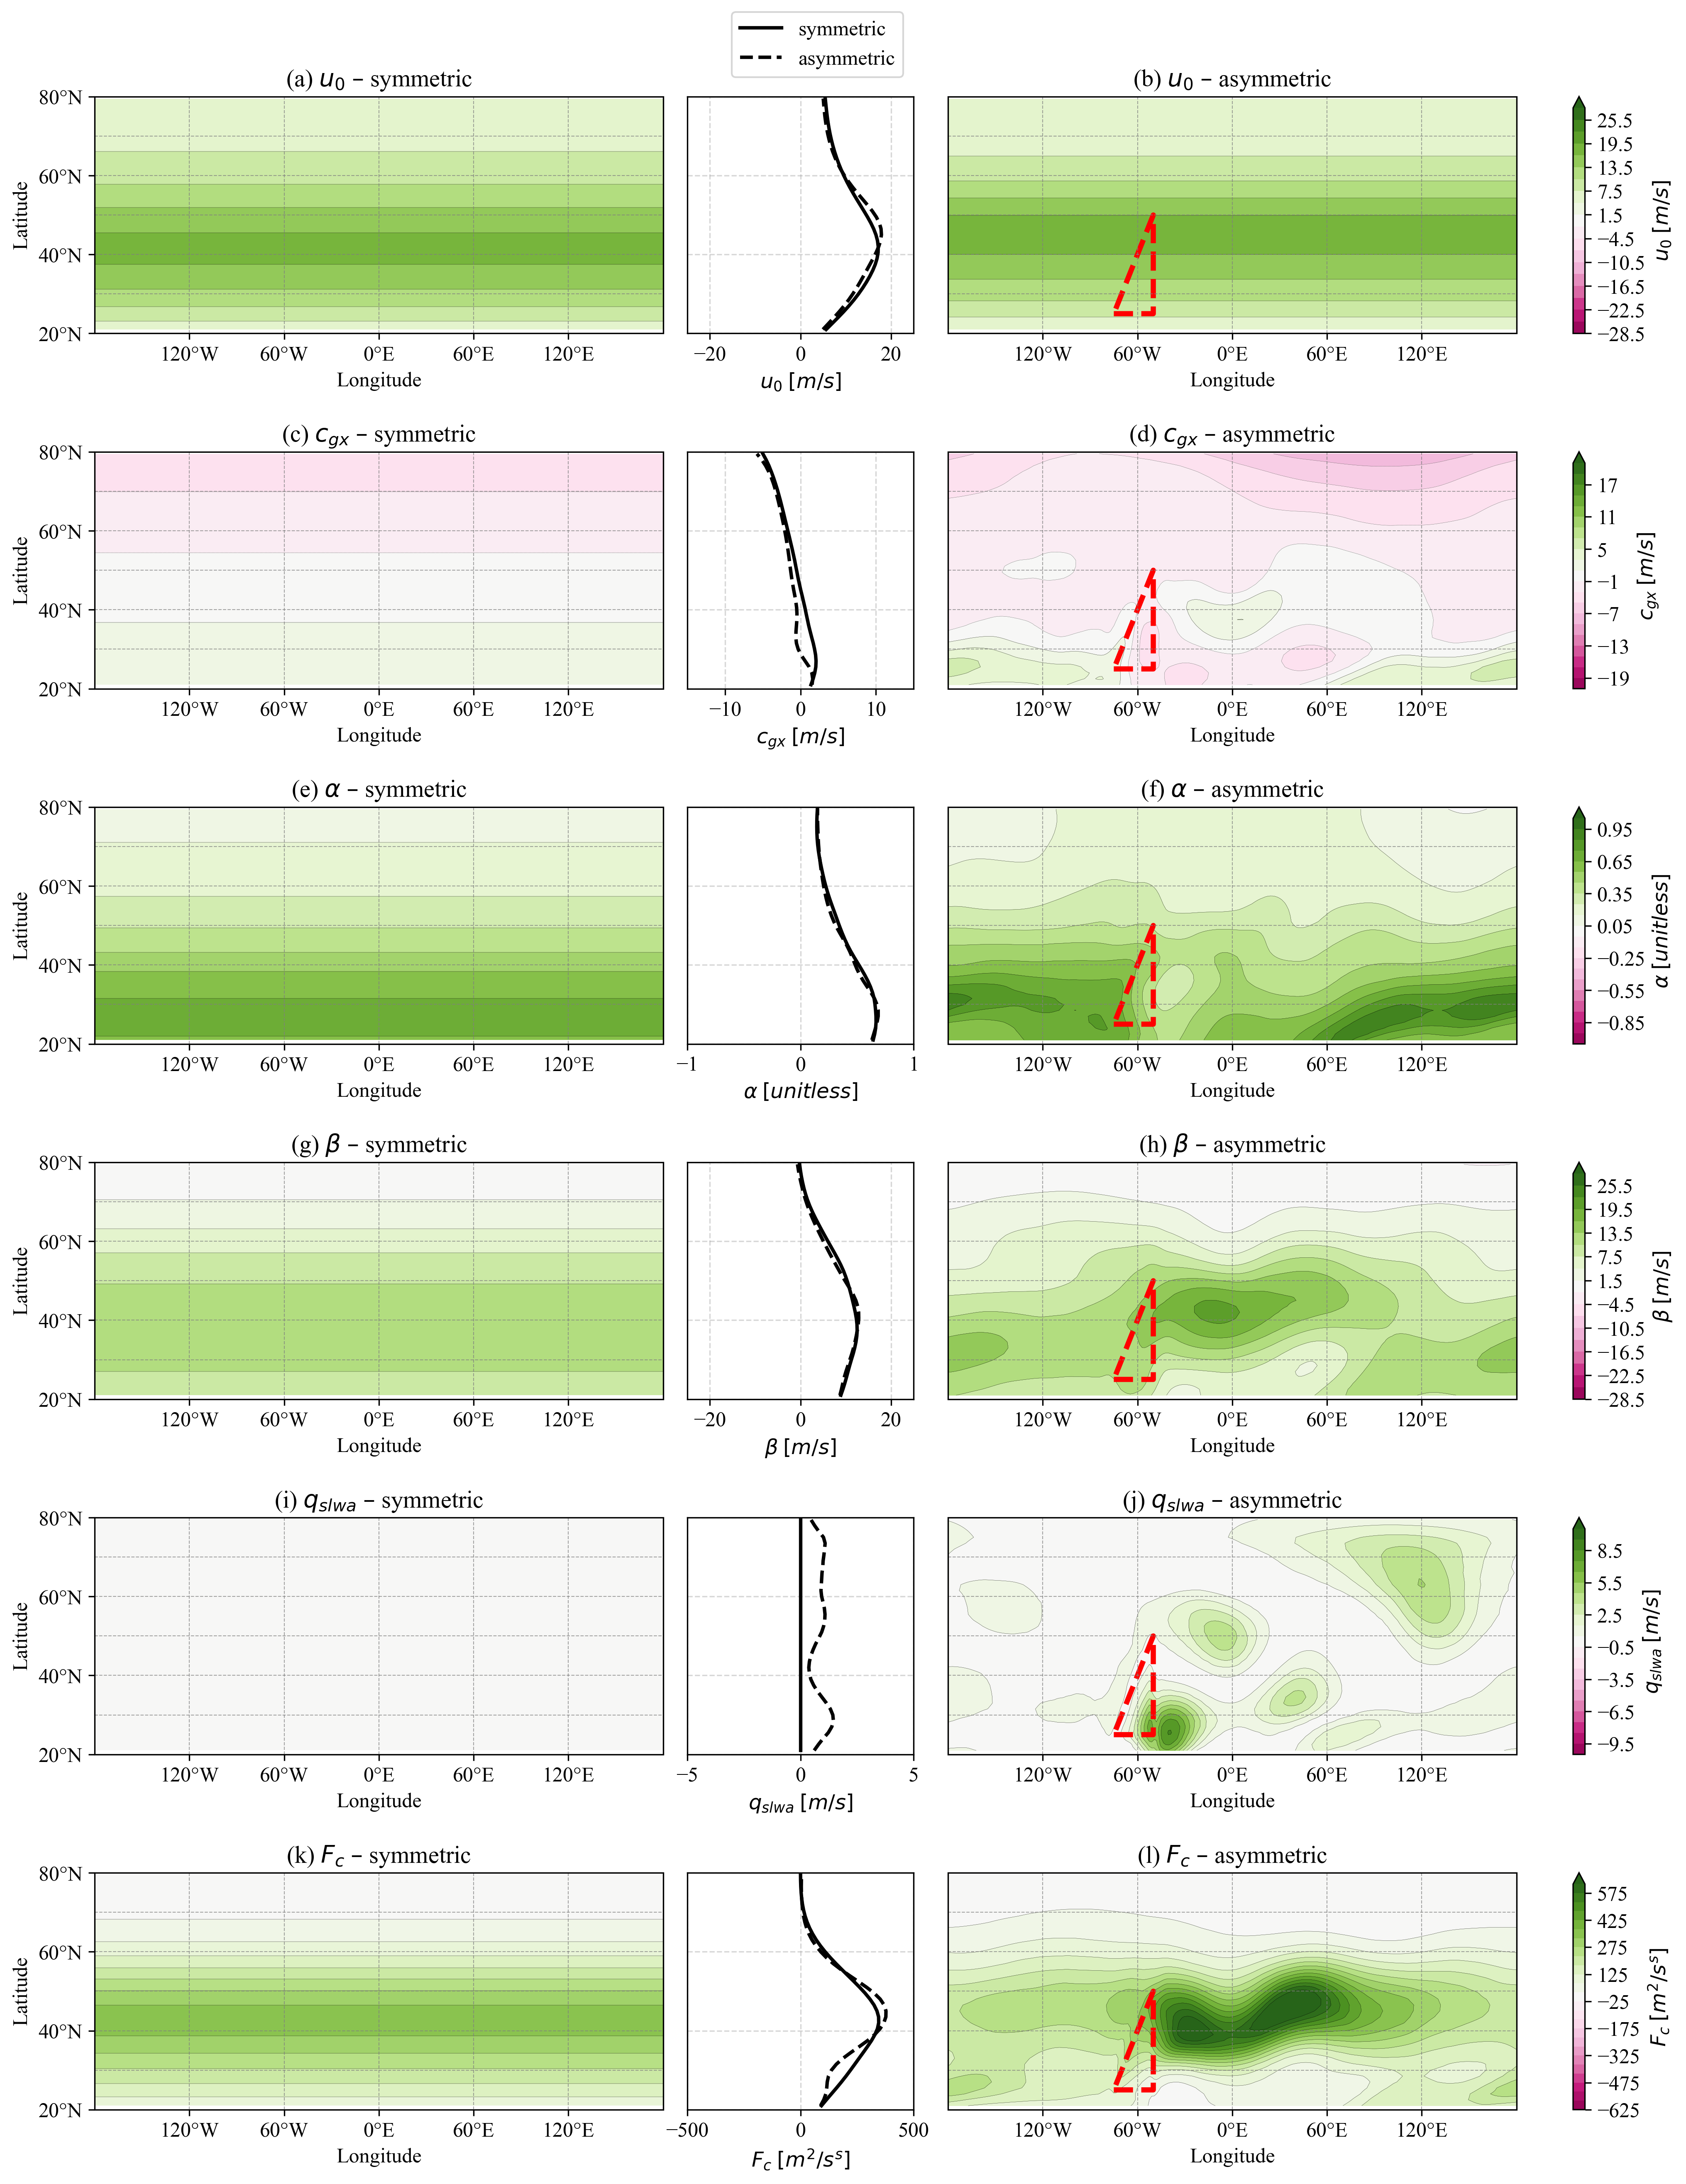 symmetric
asymmetric
(a) u₀ – symmetric
(b) u₀ – asymmetric
80°N
60°N
40°N
20°N
Latitude
120°W 60°W 0°E 60°E 120°E
Longitude
−20 0 20
u₀ [m/s]
120°W 60°W 0°E 60°E 120°E
Longitude
25.5
19.5
13.5
7.5
1.5
−4.5
−10.5
−16.5
−22.5
−28.5
u₀ [m/s]
(c) c_gx – symmetric
(d) c_gx – asymmetric
80°N
60°N
40°N
20°N
Latitude
120°W 60°W 0°E 60°E 120°E
Longitude
−10 0 10
c_gx [m/s]
120°W 60°W 0°E 60°E 120°E
Longitude
17
11
5
−1
−7
−13
−19
c_gx [m/s]
(e) α – symmetric
(f) α – asymmetric
80°N
60°N
40°N
20°N
Latitude
120°W 60°W 0°E 60°E 120°E
Longitude
−1 0 1
α [unitless]
120°W 60°W 0°E 60°E 120°E
Longitude
0.95
0.65
0.35
0.05
−0.25
−0.55
−0.85
α [unitless]
(g) β – symmetric
(h) β – asymmetric
80°N
60°N
40°N
20°N
Latitude
120°W 60°W 0°E 60°E 120°E
Longitude
−20 0 20
β [m/s]
120°W 60°W 0°E 60°E 120°E
Longitude
25.5
19.5
13.5
7.5
1.5
−4.5
−10.5
−16.5
−22.5
−28.5
β [m/s]
(i) q_slwa – symmetric
(j) q_slwa – asymmetric
80°N
60°N
40°N
20°N
Latitude
120°W 60°W 0°E 60°E 120°E
Longitude
−5 0 5
q_slwa [m/s]
120°W 60°W 0°E 60°E 120°E
Longitude
8.5
5.5
2.5
−0.5
−3.5
−6.5
−9.5
q_slwa [m/s]
(k) F_c – symmetric
(l) F_c – asymmetric
80°N
60°N
40°N
20°N
Latitude
120°W 60°W 0°E 60°E 120°E
Longitude
−500 0 500
F_c [m²/s^s]
120°W 60°W 0°E 60°E 120°E
Longitude
575
425
275
125
−25
−175
−325
−475
−625
F_c [m²/s^s]